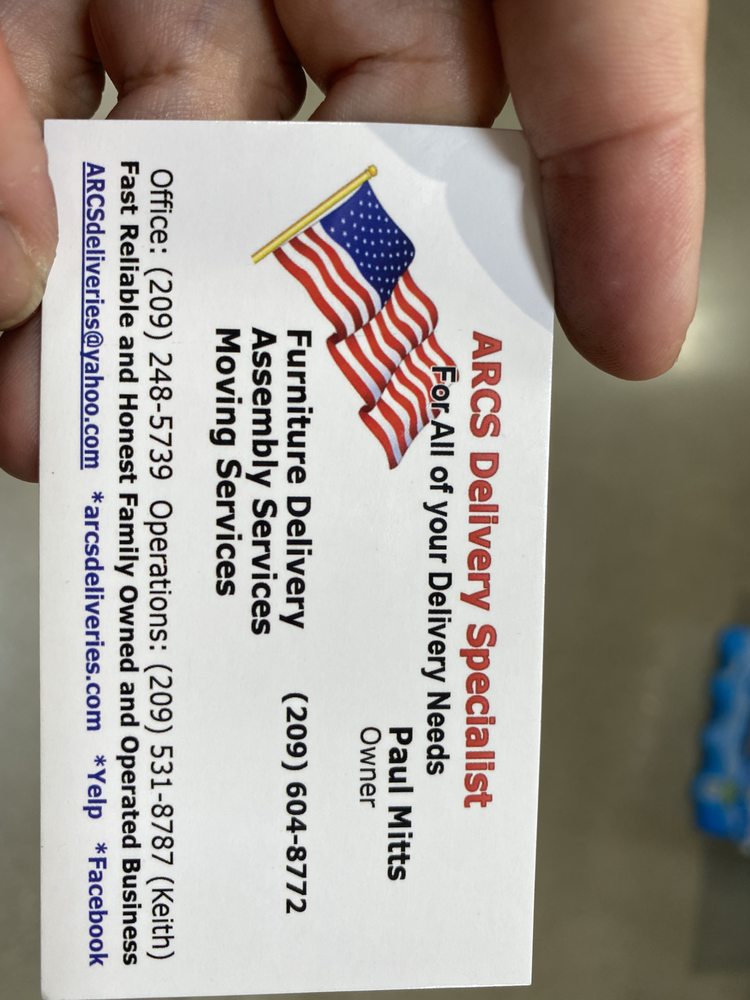 ARCS Delivery Specialist
For All of your Delivery Needs
Paul Mitts
Owner
Furniture Delivery (209) 604-8772
Assembly Services
Moving Services
Office: (209) 248-5739 Operations: (209) 531-8787 (Keith)
Fast Reliable and Honest Family Owned and Operated Business
ARCSdeliveries@yahoo.com *arcsdeliveries.com *Yelp *Facebook